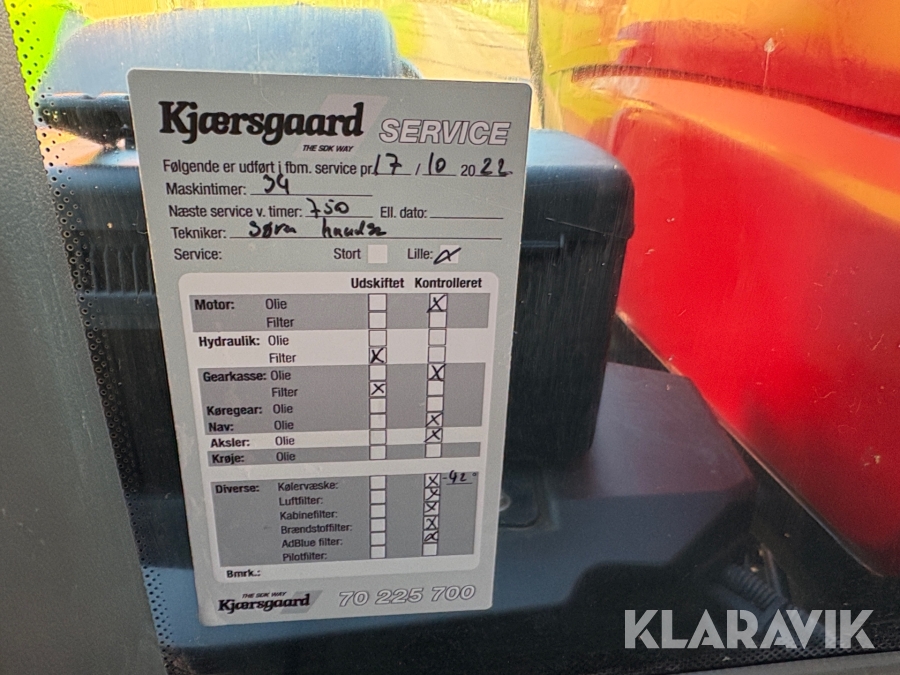 Kjærsgaard SERVICE
THE SDK WAY
Følgende er udført i fbm. service pr. 17 / 10 2022
Maskintimer: 34
Næste service v. timer: 750 Ell. dato:
Tekniker: Søren
Service: Stort Lille: X
Udskiftet Kontrolleret
Motor: Olie X
Filter
Hydraulik: Olie
Filter X
Gearkasse: Olie X
Filter X
Køregear: Olie
Nav: Olie X
Aksler: Olie X
Krøje: Olie
Diverse: Kølervæske: X -42°
Luftfilter: X
Kabinefilter: X
Brændstoffilter: X
AdBlue filter: X
Pilotfilter:
Bmrk.:
THE SDK WAY
Kjærsgaard 70 225 700
KLARAVIK